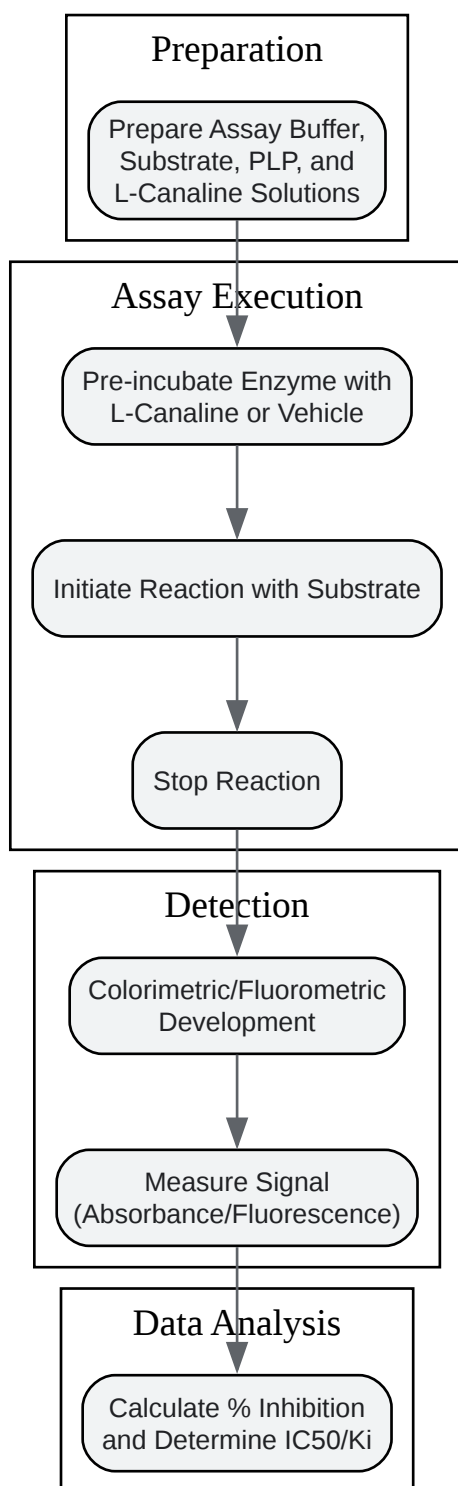 Preparation
Prepare Assay Buffer,
Substrate, PLP, and
L-Canaline Solutions
Assay Execution
Pre-incubate Enzyme with
L-Canaline or Vehicle
Initiate Reaction with Substrate
Stop Reaction
Detection
Colorimetric/Fluorometric
Development
Measure Signal
(Absorbance/Fluorescence)
Data Analysis
Calculate % Inhibition
and Determine IC50/Ki